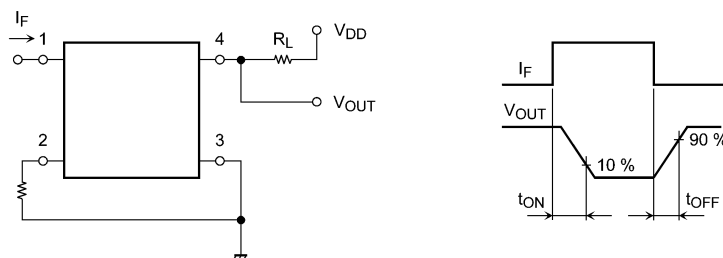 I_F
1
4
R_L
V_DD
V_OUT
2
3
I_F
V_OUT
10 %
90 %
t_ON
t_OFF